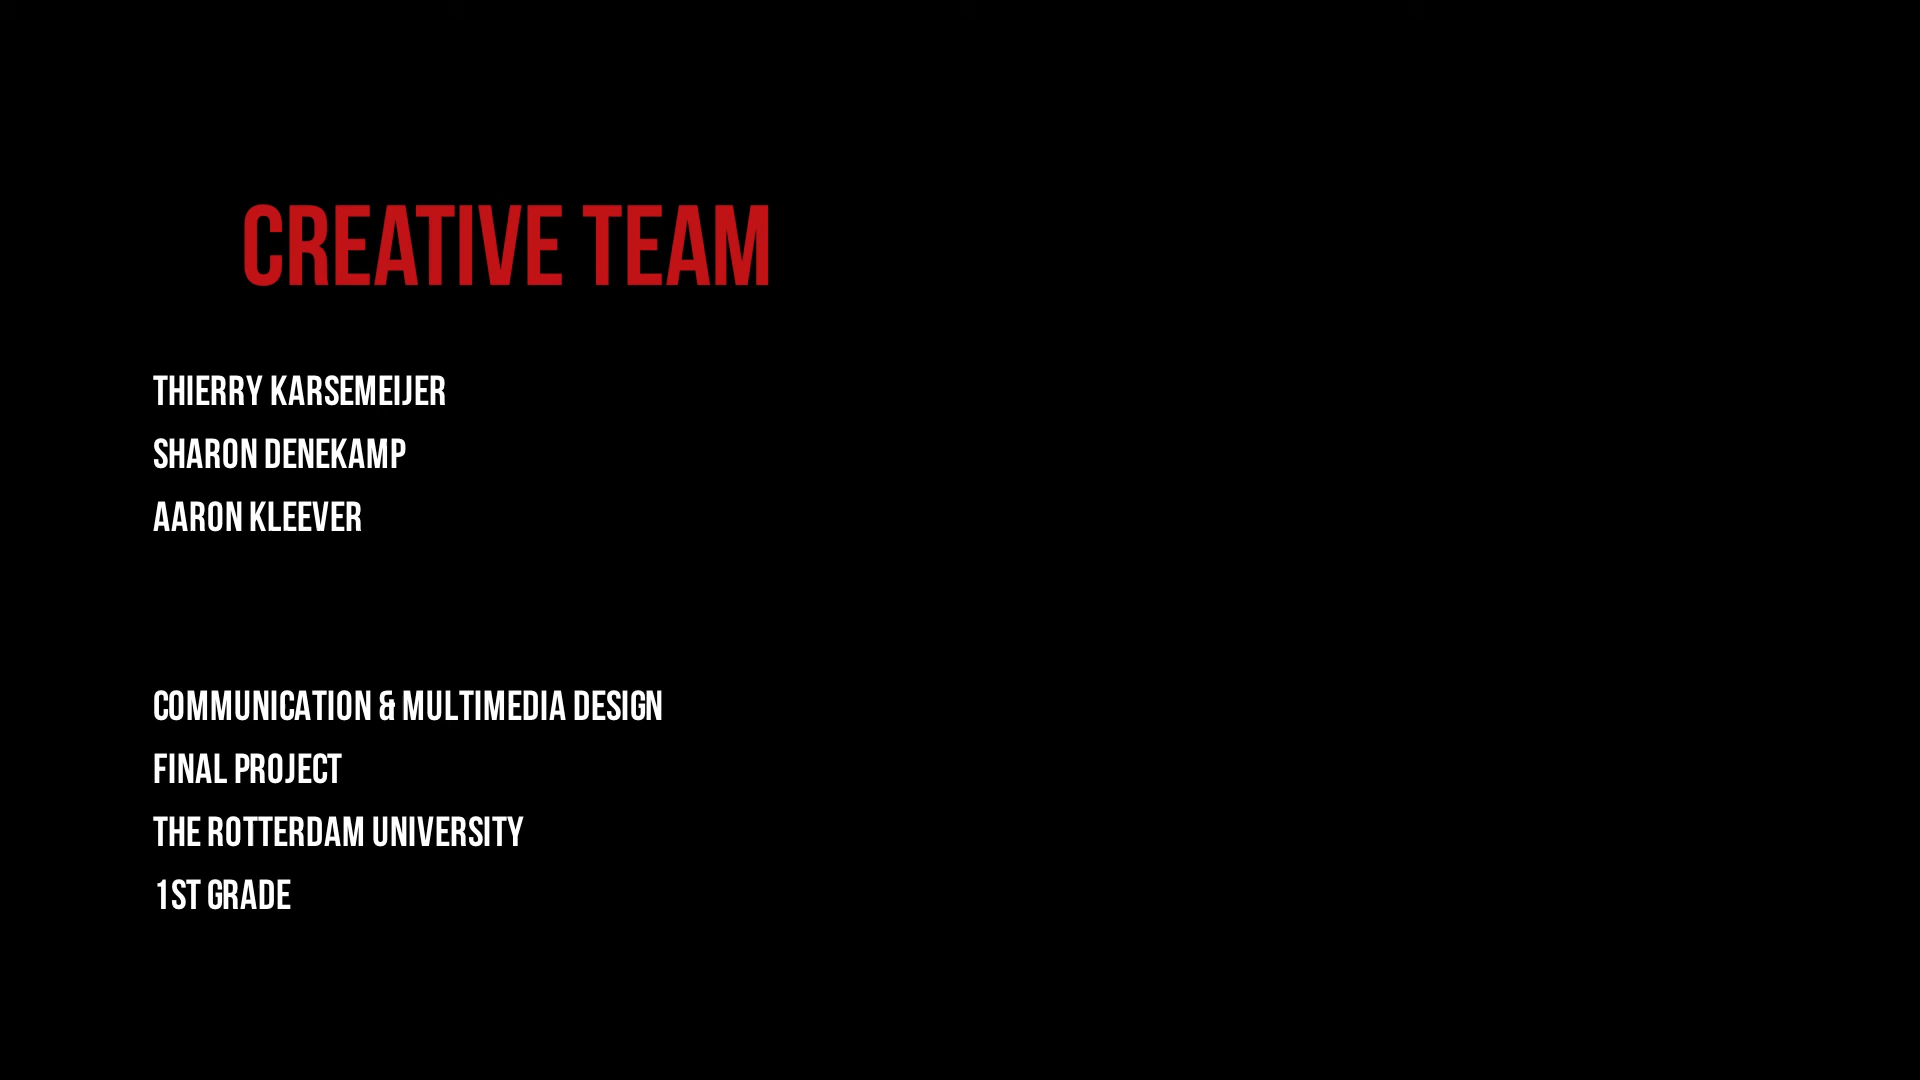 CREATIVE TEAM
THIERRY KARSEMEIJER
SHARON DENEKAMP
AARON KLEEVER
COMMUNICATION & MULTIMEDIA DESIGN
FINAL PROJECT
THE ROTTERDAM UNIVERSITY
1ST GRADE